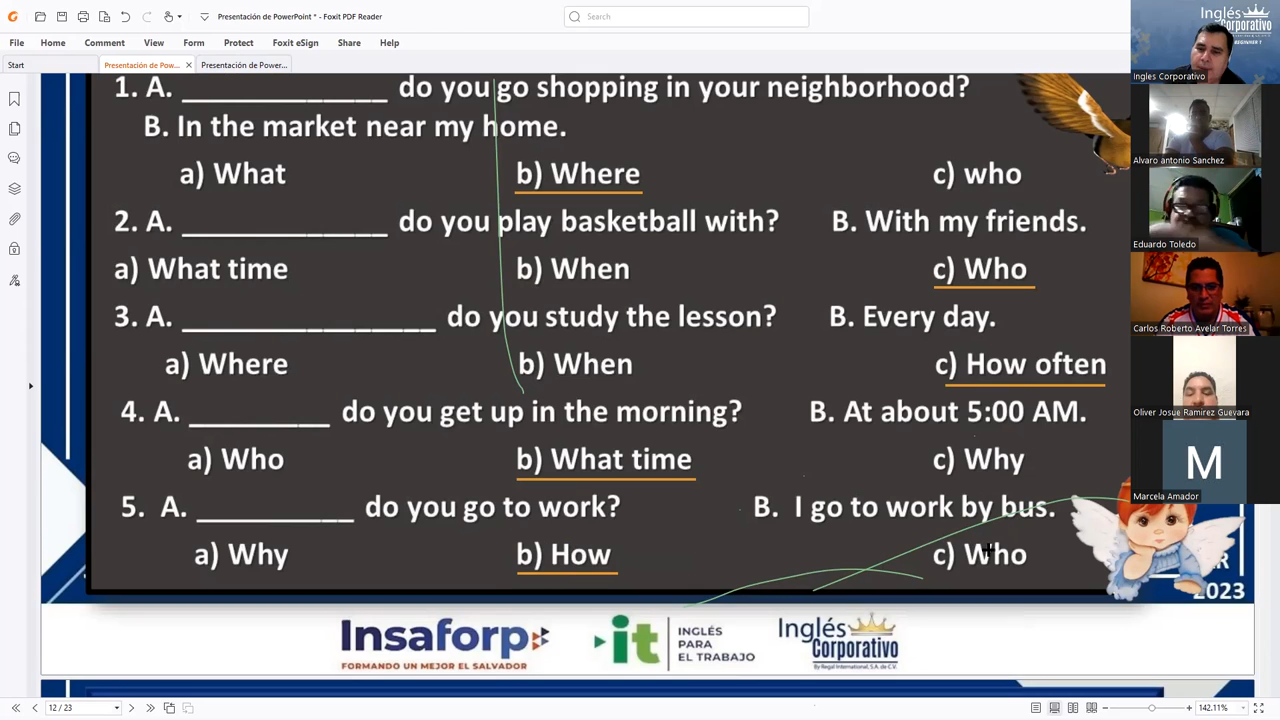 Presentación de PowerPoint * - Foxit PDF Reader
Search
File Home Comment View Form Protect Foxit eSign Share Help
Start Presentación de Pow... Presentación de Power...
1. A. ____________ do you go shopping in your neighborhood?
B. In the market near my home.
a) What b) Where c) who
2. A. ____________ do you play basketball with? B. With my friends.
a) What time b) When c) Who
3. A. ______________ do you study the lesson? B. Every day.
a) Where b) When c) How often
4. A. ________ do you get up in the morning? B. At about 5:00 AM.
a) Who b) What time c) Why
5. A. _________ do you go to work? B. I go to work by bus.
a) Why b) How c) Who
2023
Insaforp
FORMANDO UN MEJOR EL SALVADOR
it
INGLÉS
PARA
EL TRABAJO
Inglés
Corporativo
By Regal International, S.A. de C.V.
12 / 23
142.11%
Inglés
Corporativo
BEGINNER 1
Ingles Corporativo
Alvaro antonio Sanchez
Eduardo Toledo
Carlos Roberto Avelar Torres
Oliver Josue Ramirez Guevara
M
Marcela Amador